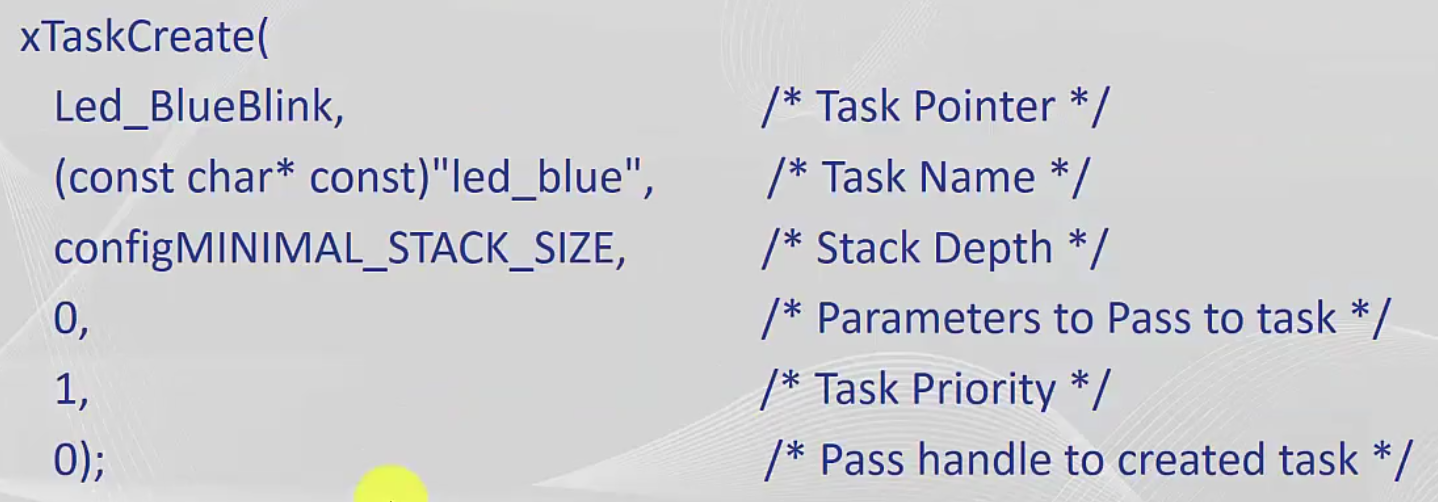 xTaskCreate(
Led_BlueBlink, /* Task Pointer */
(const char* const)"led_blue", /* Task Name */
configMINIMAL_STACK_SIZE, /* Stack Depth */
0, /* Parameters to Pass to task */
1, /* Task Priority */
0); /* Pass handle to created task */